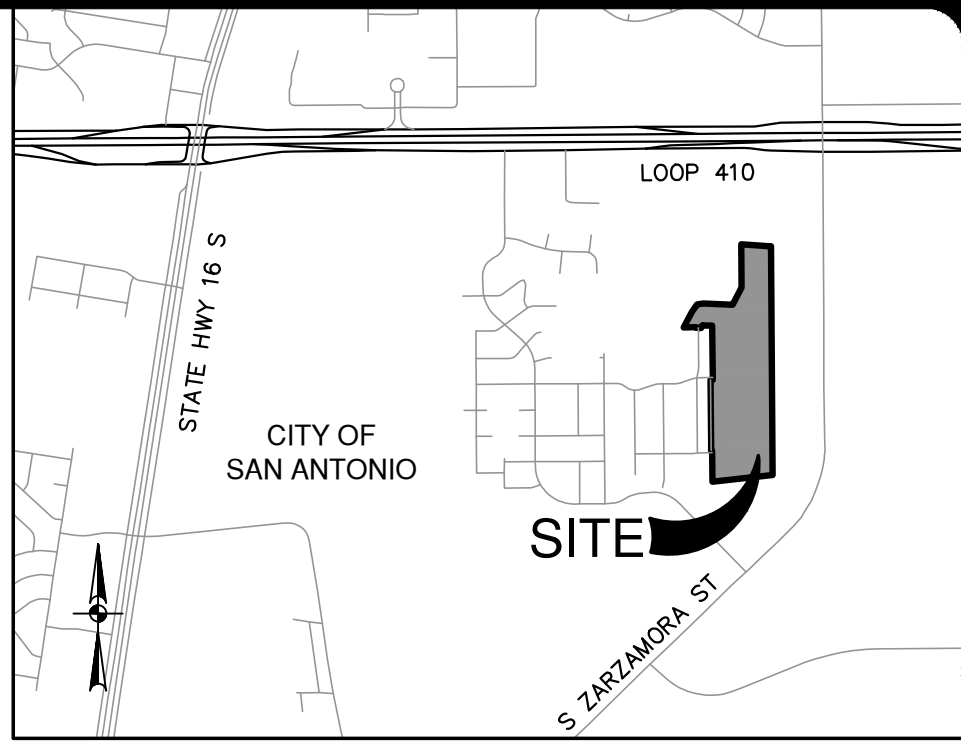 LOOP 410
STATE HWY 16 S
CITY OF
SAN ANTONIO
SITE
S ZARZAMORA ST